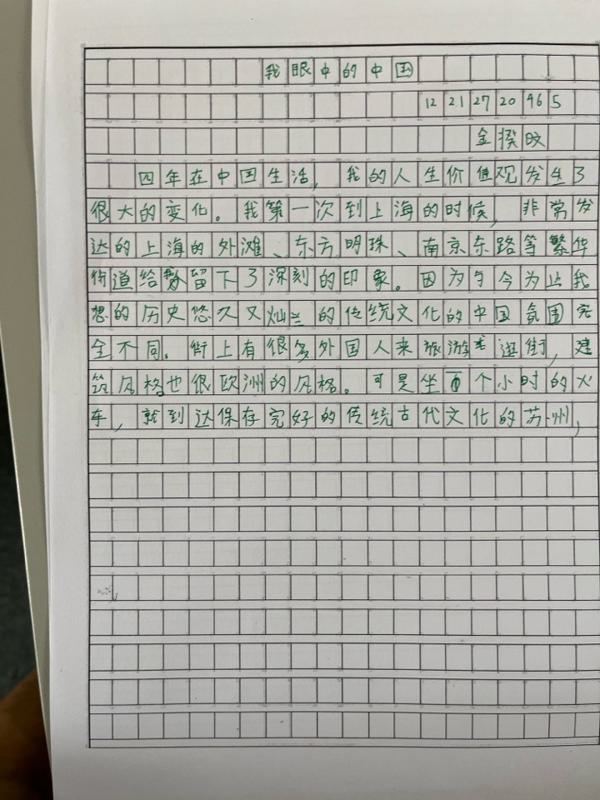 我眼中的中国
12 21 27 20 46 5
金揆旼
四年在中国生活，我的人生价值观发生了
很大的变化。我第一次到上海的时候，非常发
达的上海的外滩、东方明珠、南京东路等繁华
街道给我留下了深刻的印象。因为与今为止我
想的历史悠久又灿兰的传统文化的中国氛围完
全不同。街上有很多外国人来旅游逛街，建
筑风格也很欧洲的风格。可是坐个小时的火
车，就到达保存完好的传统古代文化的苏州，